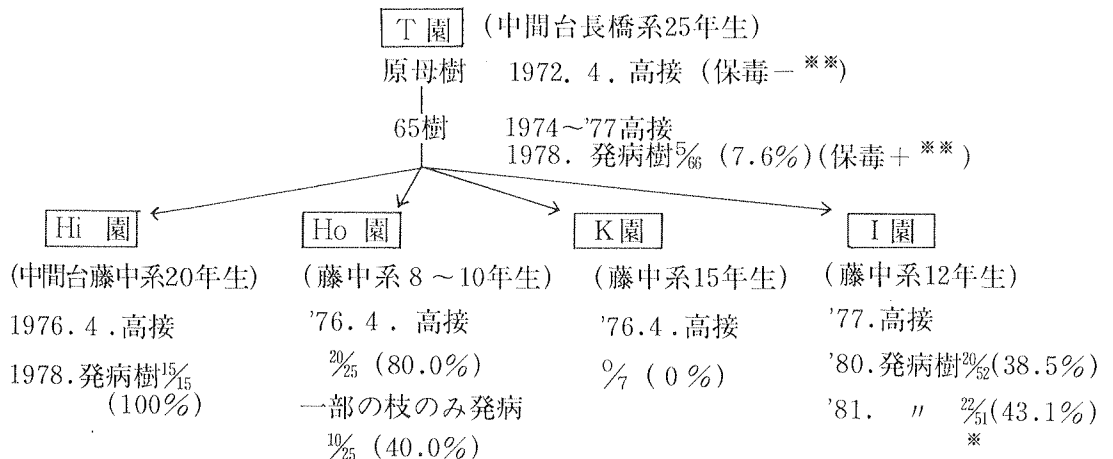 T園 (中間台長橋系25年生)
原母樹 1972. 4. 高接 (保毒−※※)
65樹 1974～'77高接
1978. 発病樹5/66 (7.6%)(保毒+※※)
Hi 園 Ho 園 K園 I園
(中間台藤中系20年生) (藤中系8～10年生) (藤中系15年生) (藤中系12年生)
1976. 4. 高接 '76. 4. 高接 '76.4.高接 '77.高接
1978.発病樹15/15 20/25 (80.0%) 0/7 (0%) '80.発病樹20/52(38.5%)
(100%) 一部の枝のみ発病 '81. 〃 22/51(43.1%)
10/25 (40.0%) ※